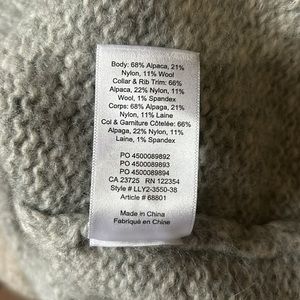 Body: 68% Alpaca, 21%
Nylon, 11% Wool
Collar & Rib Trim: 66%
Alpaca, 22% Nylon, 11%
Wool, 1% Spandex
Corps: 68% Alpaga, 21%
Nylon, 11% Laine
Col & Garniture Côtelée: 66%
Alpaga, 22% Nylon, 11%
Laine, 1% Spandex
PO 4500089892
PO 4500089893
PO 4500089894
CA 23725 RN 122354
Style # LLY2-3550-38
Article # 68801
Made in China
Fabriqué en Chine